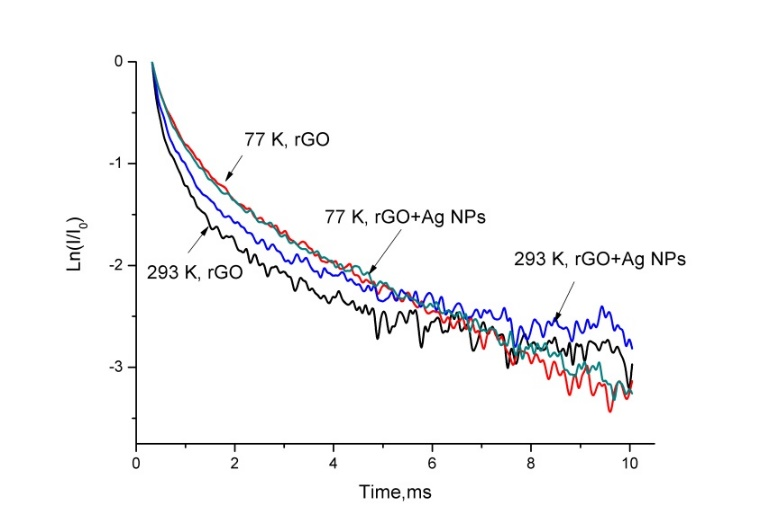 0
77 K, rGO
-1
77 K, rGO+Ag NPs
Ln(I/I0)
-2
293 K, rGO
293 K, rGO+Ag NPs
-3
0 2 4 6 8 10
Time,ms